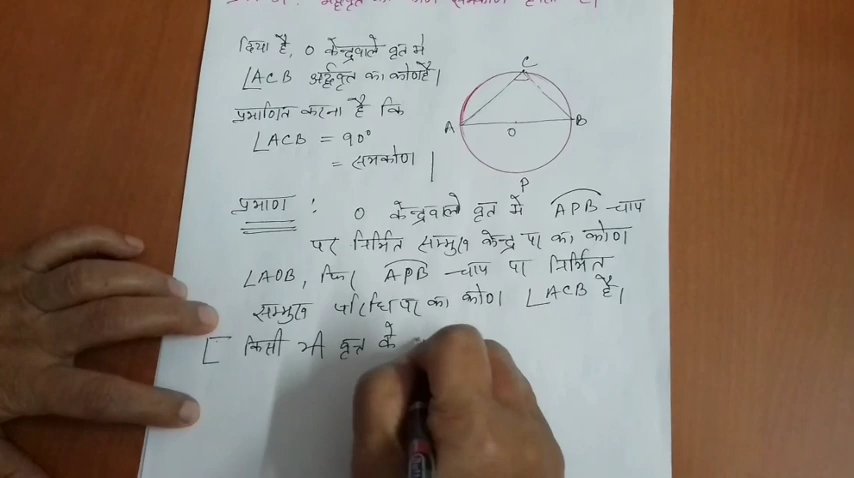 दिया है, O केन्द्रवाले वृत में
∠ACB अर्द्धवृत्त का कोण है।
प्रमाणित करना है कि
∠ACB = 90°
= समकोण |
C
A
B
O
P
प्रमाण :
O केन्द्रवाले वृत में APB चाप
पर निर्मित सम्मुख केन्द्र पर का कोण
∠AOB, फिर APB चाप पर निर्मित
सम्मुख परिधि पर का कोण ∠ACB है।
[ किसी भी वृत्त के